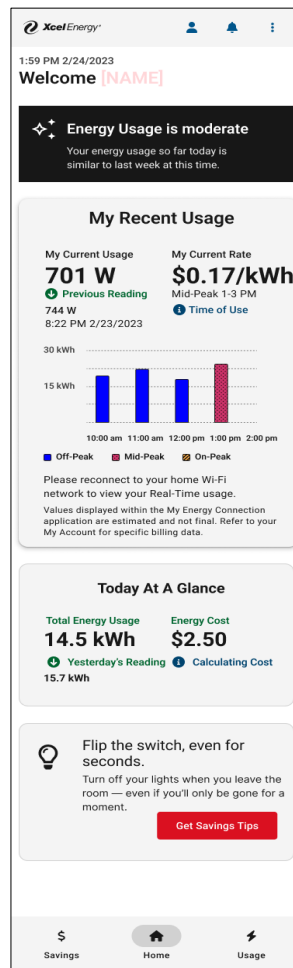 Xcel Energy®
1:59 PM 2/24/2023
Welcome [NAME]
Energy Usage is moderate
Your energy usage so far today is
similar to last week at this time.
My Recent Usage
My Current Usage
701 W
Previous Reading
744 W
8:22 PM 2/23/2023
My Current Rate
$0.17/kWh
Mid-Peak 1-3 PM
Time of Use
30 kWh
15 kWh
10:00 am 11:00 am 12:00 pm 1:00 pm 2:00 pm
Off-Peak Mid-Peak On-Peak
Please reconnect to your home Wi-Fi
network to view your Real-Time usage.
Values displayed within the My Energy Connection
application are estimated and not final. Refer to your
My Account for specific billing data.
Today At A Glance
Total Energy Usage
14.5 kWh
Yesterday's Reading
15.7 kWh
Energy Cost
$2.50
Calculating Cost
Flip the switch, even for
seconds.
Turn off your lights when you leave the
room — even if you'll only be gone for a
moment.
Get Savings Tips
$
Savings Home Usage